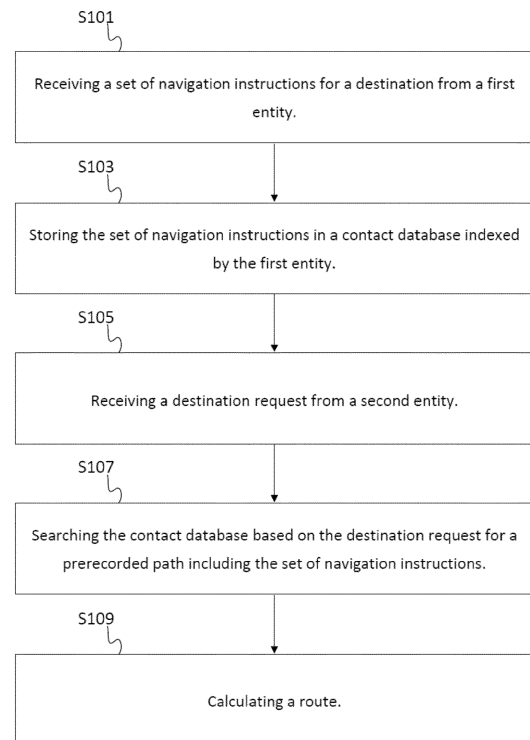 S101
Receiving a set of navigation instructions for a destination from a first
entity.
S103
Storing the set of navigation instructions in a contact database indexed
by the first entity.
S105
Receiving a destination request from a second entity.
S107
Searching the contact database based on the destination request for a
prerecorded path including the set of navigation instructions.
S109
Calculating a route.